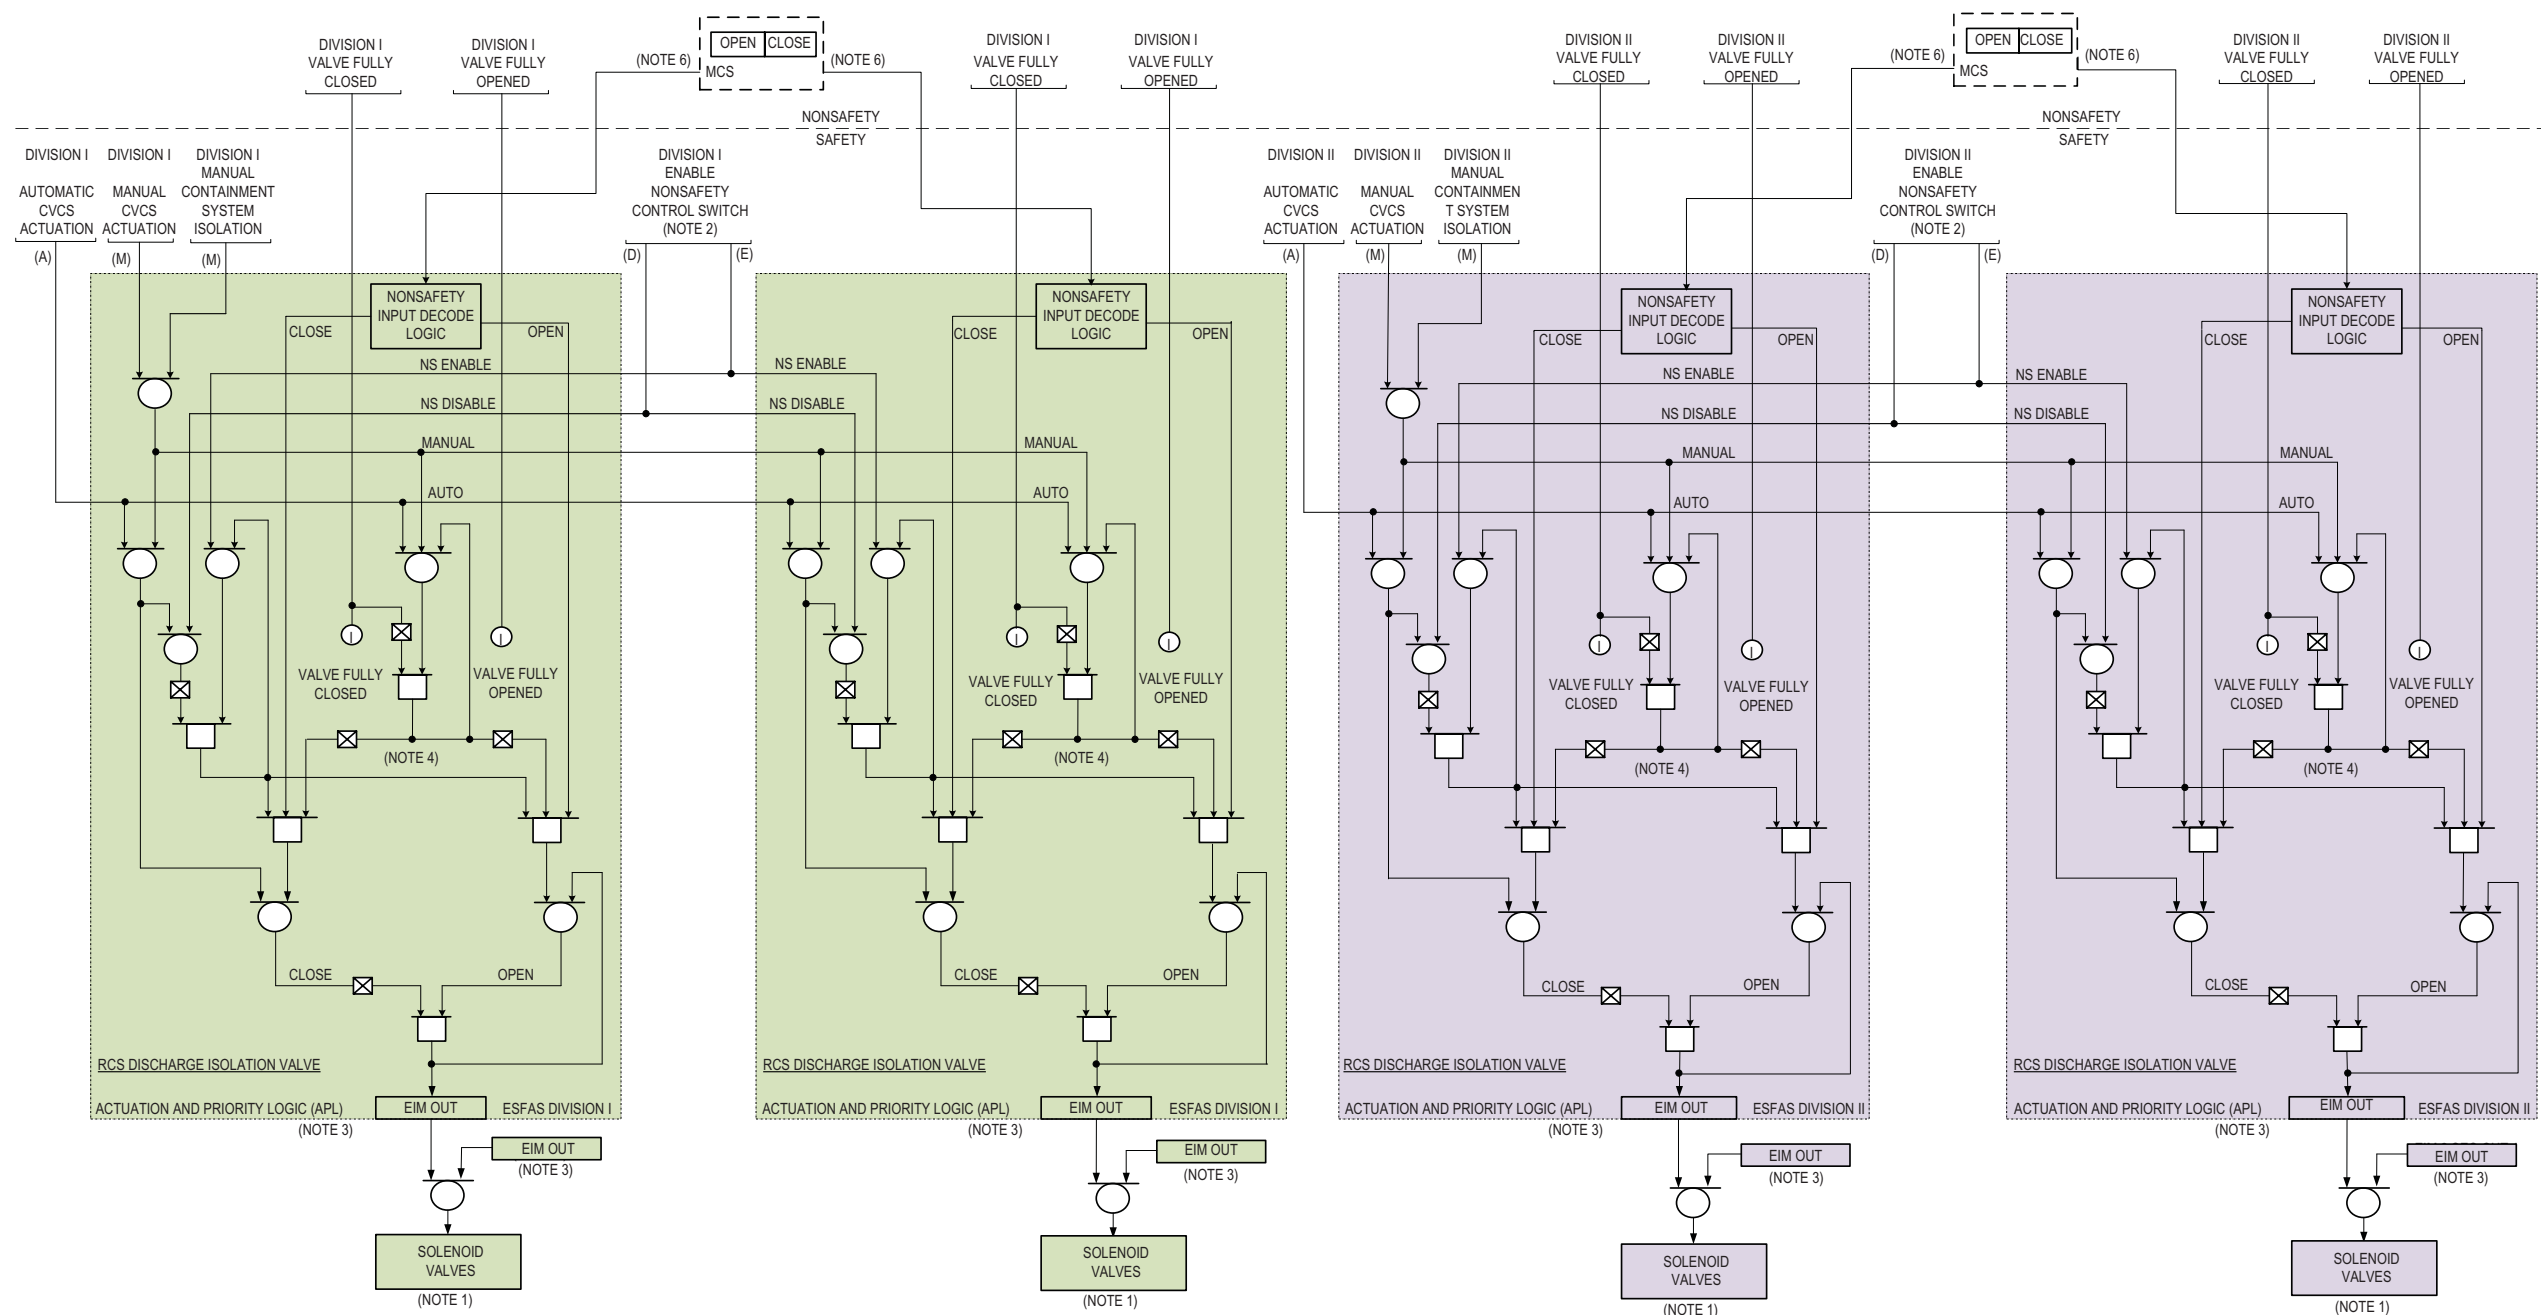 DIVISION I
VALVE FULLY
CLOSED
DIVISION I
VALVE FULLY
OPENED
(NOTE 6)
OPEN
CLOSE
MCS
(NOTE 6)
DIVISION I
VALVE FULLY
CLOSED
DIVISION I
VALVE FULLY
OPENED
DIVISION II
VALVE FULLY
CLOSED
DIVISION II
VALVE FULLY
OPENED
(NOTE 6)
OPEN
CLOSE
MCS
(NOTE 6)
DIVISION II
VALVE FULLY
CLOSED
DIVISION II
VALVE FULLY
OPENED
NONSAFETY
SAFETY
NONSAFETY
SAFETY
DIVISION I
AUTOMATIC
CVCS
ACTUATION
(A)
DIVISION I
MANUAL
CVCS
ACTUATION
(M)
DIVISION I
MANUAL
CONTAINMENT
SYSTEM
ISOLATION
(M)
DIVISION I
ENABLE
NONSAFETY
CONTROL SWITCH
(NOTE 2)
(D)
(E)
DIVISION II
AUTOMATIC
CVCS
ACTUATION
(A)
DIVISION II
MANUAL
CVCS
ACTUATION
(M)
DIVISION II
MANUAL
CONTAINMEN
T SYSTEM
ISOLATION
(M)
DIVISION II
ENABLE
NONSAFETY
CONTROL SWITCH
(NOTE 2)
(D)
(E)
NONSAFETY
INPUT DECODE
LOGIC
CLOSE
OPEN
NS ENABLE
NS DISABLE
MANUAL
AUTO
VALVE FULLY
CLOSED
VALVE FULLY
OPENED
(NOTE 4)
CLOSE
OPEN
RCS DISCHARGE ISOLATION VALVE
ACTUATION AND PRIORITY LOGIC (APL)
EIM OUT
ESFAS DIVISION I
(NOTE 3)
EIM OUT
(NOTE 3)
SOLENOID
VALVES
(NOTE 1)
NONSAFETY
INPUT DECODE
LOGIC
CLOSE
OPEN
NS ENABLE
NS DISABLE
MANUAL
AUTO
VALVE FULLY
CLOSED
VALVE FULLY
OPENED
(NOTE 4)
CLOSE
OPEN
RCS DISCHARGE ISOLATION VALVE
ACTUATION AND PRIORITY LOGIC (APL)
EIM OUT
ESFAS DIVISION I
(NOTE 3)
EIM OUT
(NOTE 3)
SOLENOID
VALVES
(NOTE 1)
NONSAFETY
INPUT DECODE
LOGIC
CLOSE
OPEN
NS ENABLE
NS DISABLE
MANUAL
AUTO
VALVE FULLY
CLOSED
VALVE FULLY
OPENED
(NOTE 4)
CLOSE
OPEN
RCS DISCHARGE ISOLATION VALVE
ACTUATION AND PRIORITY LOGIC (APL)
EIM OUT
ESFAS DIVISION II
(NOTE 3)
EIM OUT
(NOTE 3)
SOLENOID
VALVES
(NOTE 1)
NONSAFETY
INPUT DECODE
LOGIC
CLOSE
OPEN
NS ENABLE
NS DISABLE
MANUAL
AUTO
VALVE FULLY
CLOSED
VALVE FULLY
OPENED
(NOTE 4)
CLOSE
OPEN
RCS DISCHARGE ISOLATION VALVE
ACTUATION AND PRIORITY LOGIC (APL)
EIM OUT
ESFAS DIVISION II
(NOTE 3)
EIM OUT
(NOTE 3)
SOLENOID
VALVES
(NOTE 1)